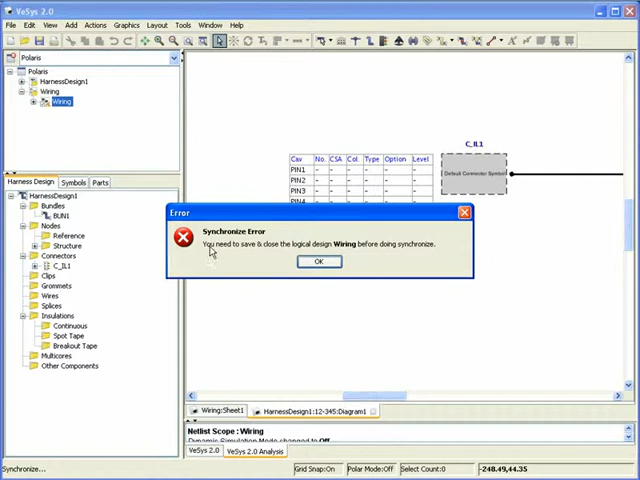 VeSys 2.0
File Edit View Add Actions Graphics Layout Tools Window Help
Polaris
Polaris
HarnessDesign1
Wiring
Wiring
Harness Design Symbols Parts
HarnessDesign1
Bundles
BUN1
Nodes
Reference
Structure
Connectors
C_IL1
Clips
Grommets
Wires
Splices
Insulations
Continuous
Spot Tape
Breakout Tape
Multicores
Other Components
C_IL1
Cav No. CSA Col. Type Option Level
PIN1 - - - - - -
PIN2 - - - - - -
PIN3 - - - - - -
PIN4
Default Connector Symbol
Error
Synchronize Error
You need to save & close the logical design Wiring before doing synchronize.
OK
Wiring:Sheet1 HarnessDesign1:12-345:Diagram1
Netlist Scope : Wiring
Dynamic Simulation Mode changed to Off
VeSys 2.0 VeSys 2.0 Analysis
Synchronize... Grid Snap:On Polar Mode:Off Select Count:0 -248.49,44.35